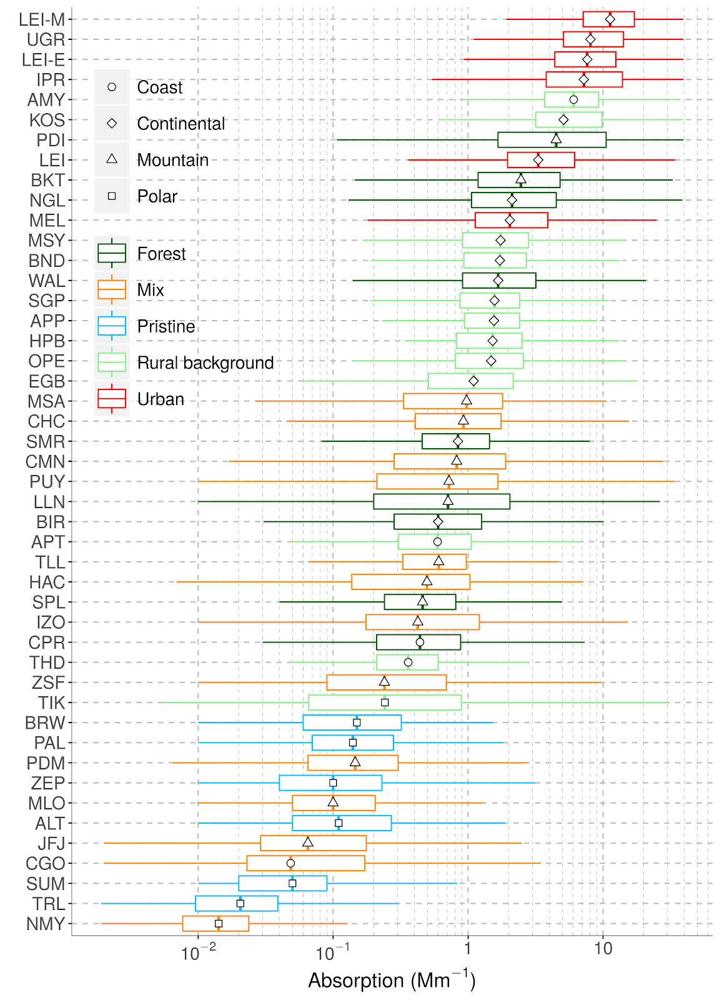 LEI-M
UGR
LEI-E
IPR
AMY
KOS
PDI
LEI
BKT
NGL
MEL
MSY
BND
WAL
SGP
APP
HPB
OPE
EGB
MSA
CHC
SMR
CMN
PUY
LLN
BIR
APT
TLL
HAC
SPL
IZO
CPR
THD
ZSF
TIK
BRW
PAL
PDM
ZEP
MLO
ALT
JFJ
CGO
SUM
TRL
NMY
Coast
Continental
Mountain
Polar
Forest
Mix
Pristine
Rural background
Urban
10⁻² 10⁻¹ 1 10
Absorption (Mm⁻¹)